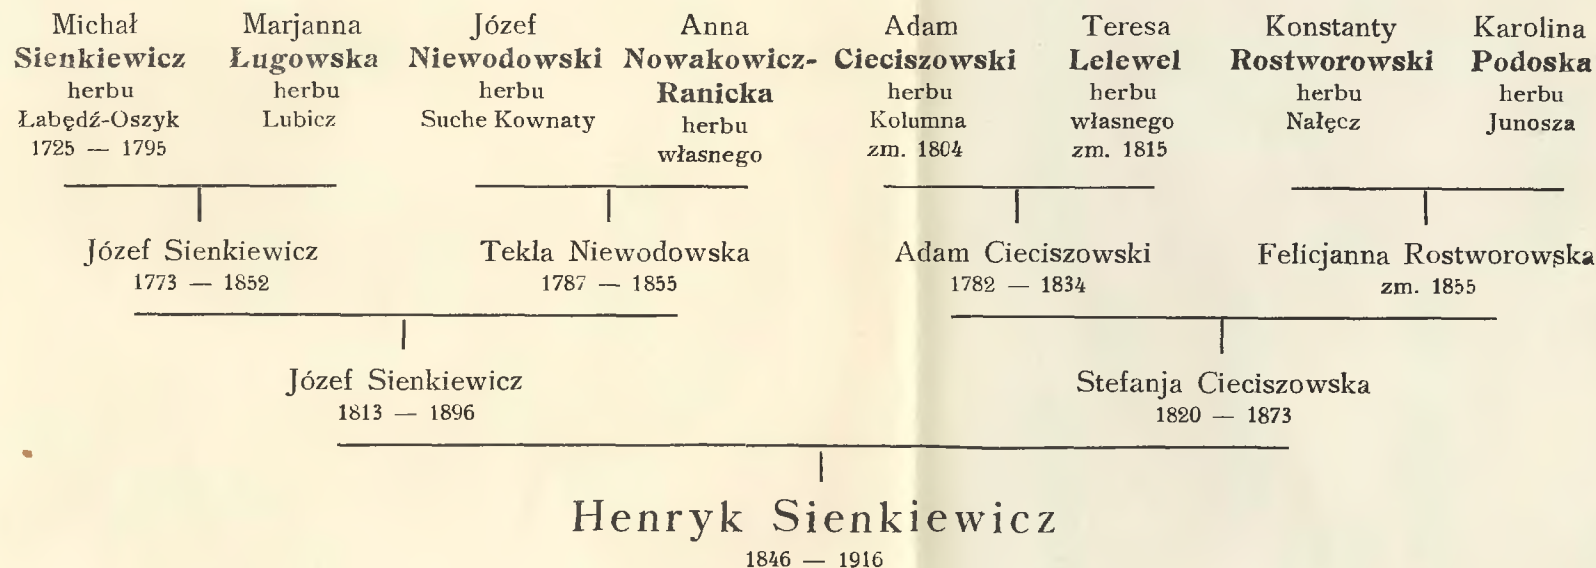 Michał
Sienkiewicz
herbu
Łabędź-Oszyk
1725 — 1795
Marjanna
Ługowska
herbu
Lubicz
Józef
Niewodowski
herbu
Suche Kownaty
Anna
Nowakowicz-
Ranicka
herbu
własnego
Adam
Cieciszowski
herbu
Kolumna
zm. 1804
Teresa
Lelewel
herbu
własnego
zm. 1815
Konstanty
Rostworowski
herbu
Nałęcz
Karolina
Podoska
herbu
Junosza
Józef Sienkiewicz
1773 — 1852
Tekla Niewodowska
1787 — 1855
Adam Cieciszowski
1782 — 1834
Felicjanna Rostworowska
zm. 1855
Józef Sienkiewicz
1813 — 1896
Stefanja Cieciszowska
1820 — 1873
Henryk Sienkiewicz
1846 — 1916